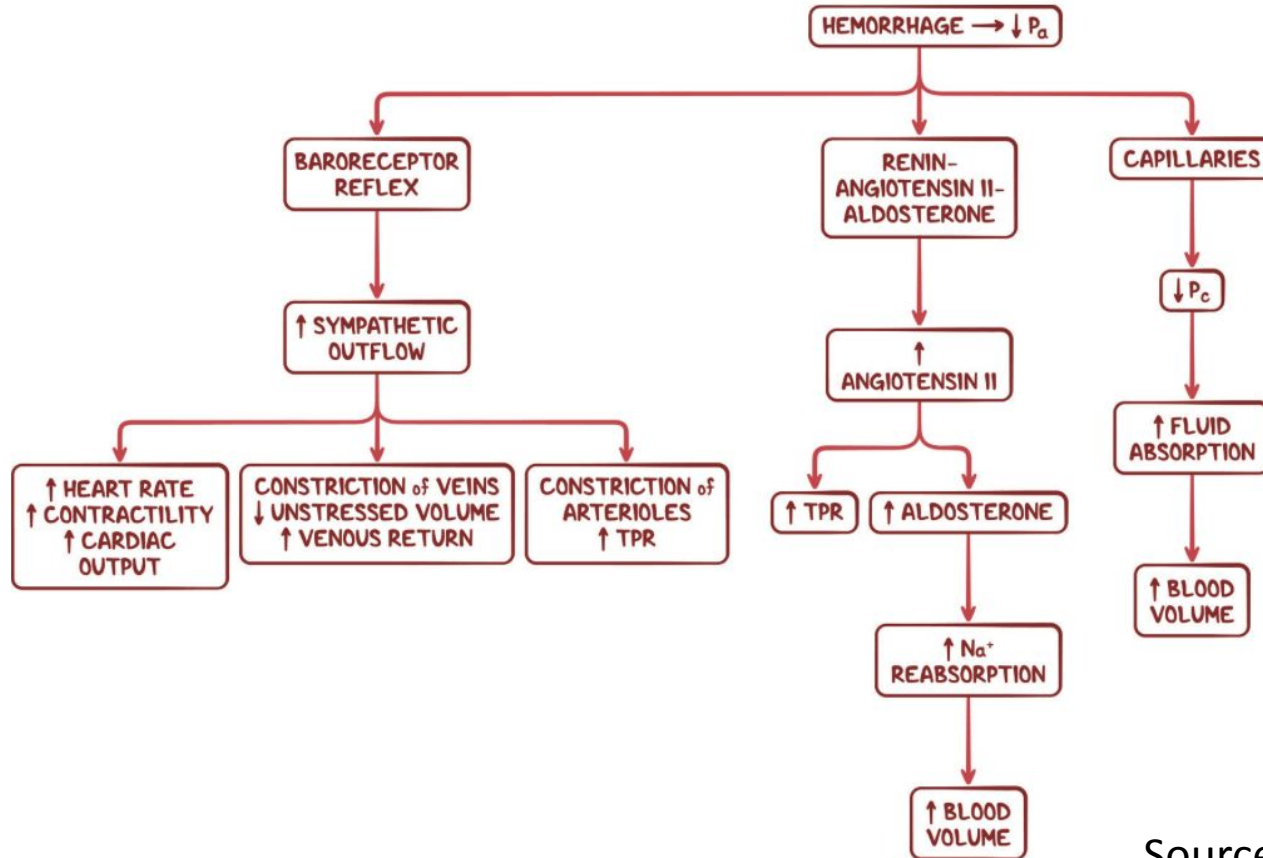 HEMORRHAGE → ↓ Pa
BARORECEPTOR
REFLEX
↑ SYMPATHETIC
OUTFLOW
↑ HEART RATE
↑ CONTRACTILITY
↑ CARDIAC
OUTPUT
CONSTRICTION of VEINS
↓ UNSTRESSED VOLUME
↑ VENOUS RETURN
CONSTRICTION of
ARTERIOLES
↑ TPR
RENIN-
ANGIOTENSIN II-
ALDOSTERONE
↑
ANGIOTENSIN II
↑ TPR
↑ ALDOSTERONE
↑ Na⁺
REABSORPTION
↑ BLOOD
VOLUME
CAPILLARIES
↓ Pc
↑ FLUID
ABSORPTION
↑ BLOOD
VOLUME
Source